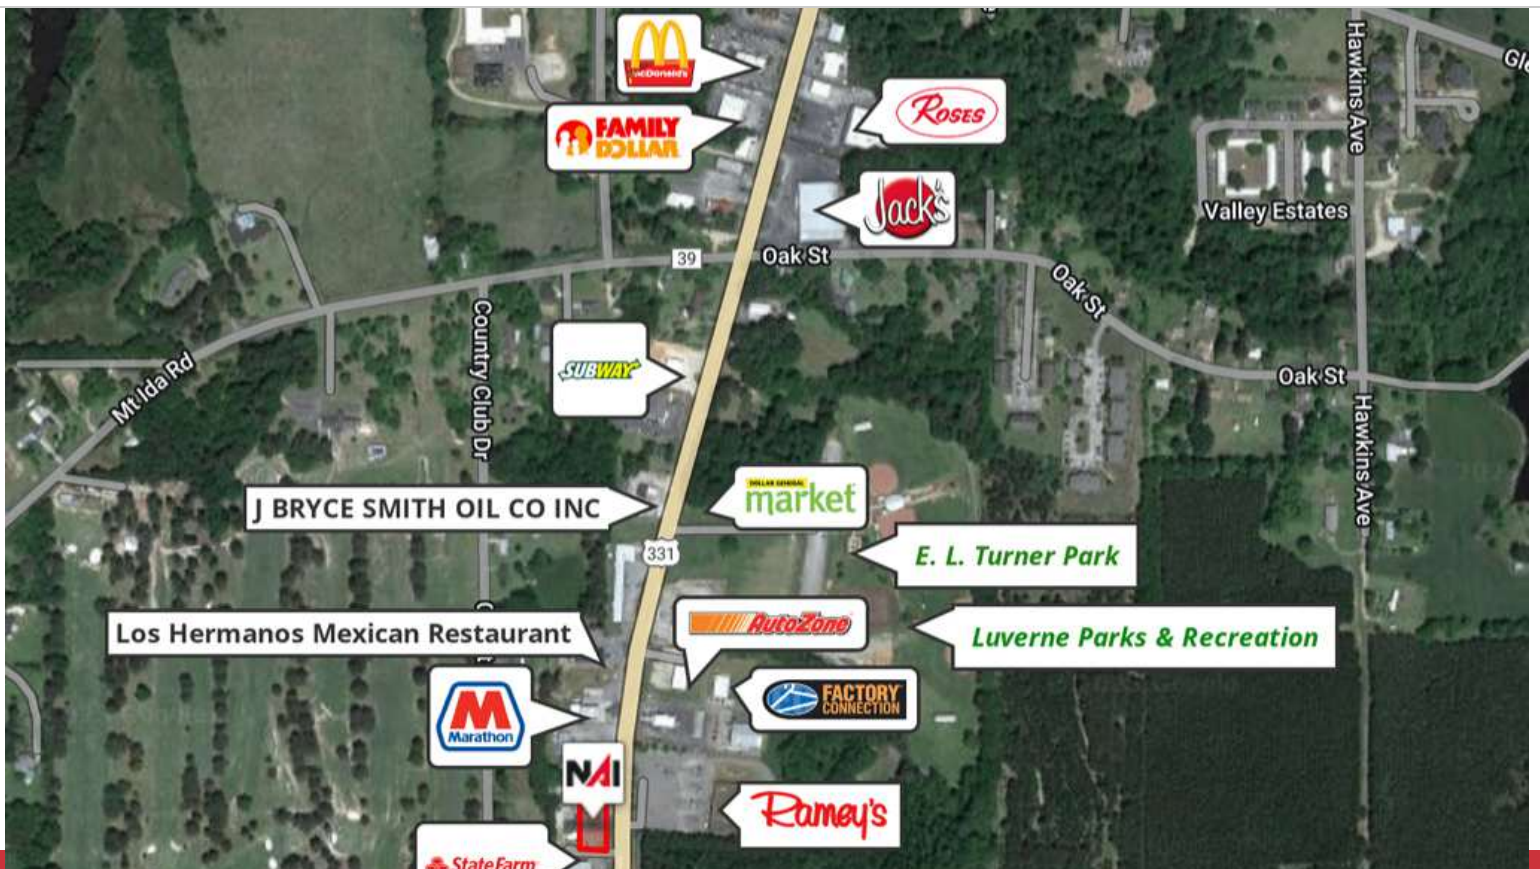 McDonald's
Hawkins Ave
FAMILY
DOLLAR
ROSES
Jack's
Valley Estates
39
Oak St
Oak St
Country Club Dr
SUBWAY
Mt Ida Rd
Oak St
Hawkins Ave
J BRYCE SMITH OIL CO INC
DOLLAR GENERAL
market
331
E. L. Turner Park
Los Hermanos Mexican Restaurant
AutoZone
Luverne Parks & Recreation
M
Marathon
FACTORY
CONNECTION
NAI
Ramey's
StateFarm